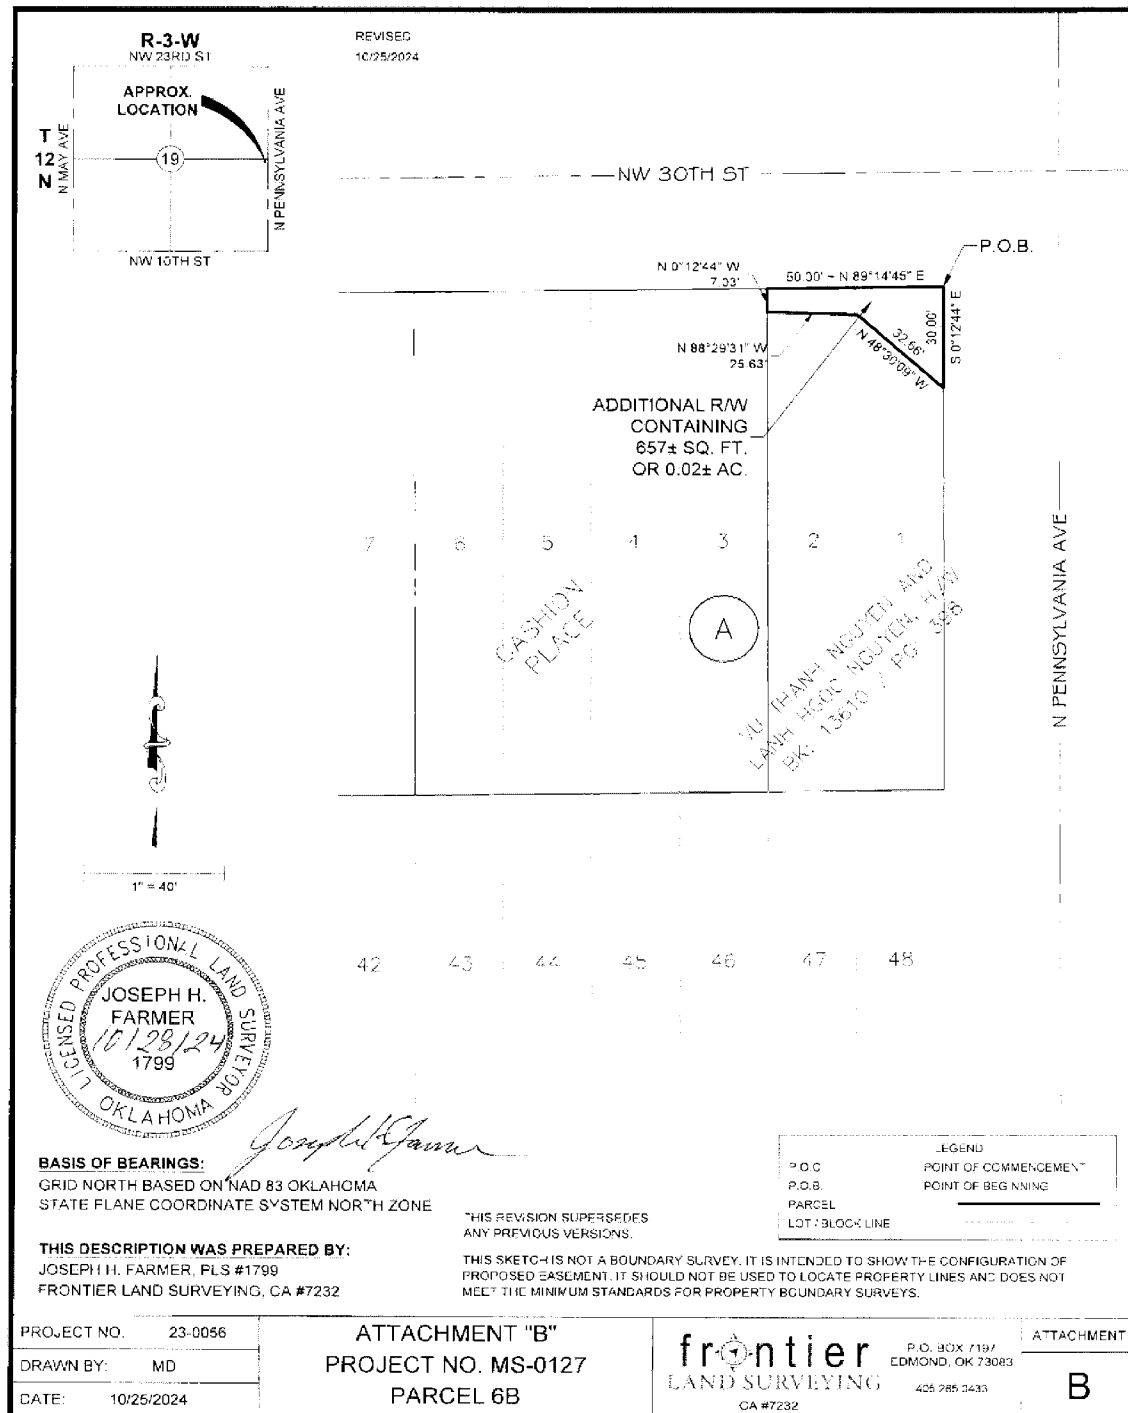 R-3-W
NW 23RD ST
APPROX.
LOCATION
T
12
N
N MAY AVE
19
N PENNSYLVANIA AVE
NW 10TH ST
REVISED
10/25/2024
NW 30TH ST
P.O.B.
N 0°12'44" W
7.03'
50.00' ~ N 89°14'45" E
S 0°12'44" E
30.00'
32.66'
N 48°30'09" W
N 88°29'31" W
25.63'
ADDITIONAL R/W
CONTAINING
657± SQ. FT.
OR 0.02± AC.
7 6 5 4 3 2 1
CASHION
PLACE
A
VU THANH NGUYEN AND
LANH NGOC NGUYEN, H/W
BK: 13610 / PG: 398
N PENNSYLVANIA AVE
1" = 40'
42 43 44 45 46 47 48
LICENSED PROFESSIONAL LAND SURVEYOR
JOSEPH H.
FARMER
10/28/24
1799
OKLAHOMA
Joseph H Farmer
BASIS OF BEARINGS:
GRID NORTH BASED ON NAD 83 OKLAHOMA
STATE PLANE COORDINATE SYSTEM NORTH ZONE
THIS DESCRIPTION WAS PREPARED BY:
JOSEPH H. FARMER, PLS #1799
FRONTIER LAND SURVEYING, CA #7232
LEGEND
P.O.C. POINT OF COMMENCEMENT
P.O.B. POINT OF BEGINNING
PARCEL
LOT / BLOCK LINE
THIS REVISION SUPERSEDES
ANY PREVIOUS VERSIONS.
THIS SKETCH IS NOT A BOUNDARY SURVEY. IT IS INTENDED TO SHOW THE CONFIGURATION OF
PROPOSED EASEMENT. IT SHOULD NOT BE USED TO LOCATE PROPERTY LINES AND DOES NOT
MEET THE MINIMUM STANDARDS FOR PROPERTY BOUNDARY SURVEYS.
PROJECT NO. 23-0056
DRAWN BY: MD
DATE: 10/25/2024
ATTACHMENT "B"
PROJECT NO. MS-0127
PARCEL 6B
frontier
LAND SURVEYING
CA #7232
P.O. BOX 7197
EDMOND, OK 73083
405.285.0433
ATTACHMENT
B